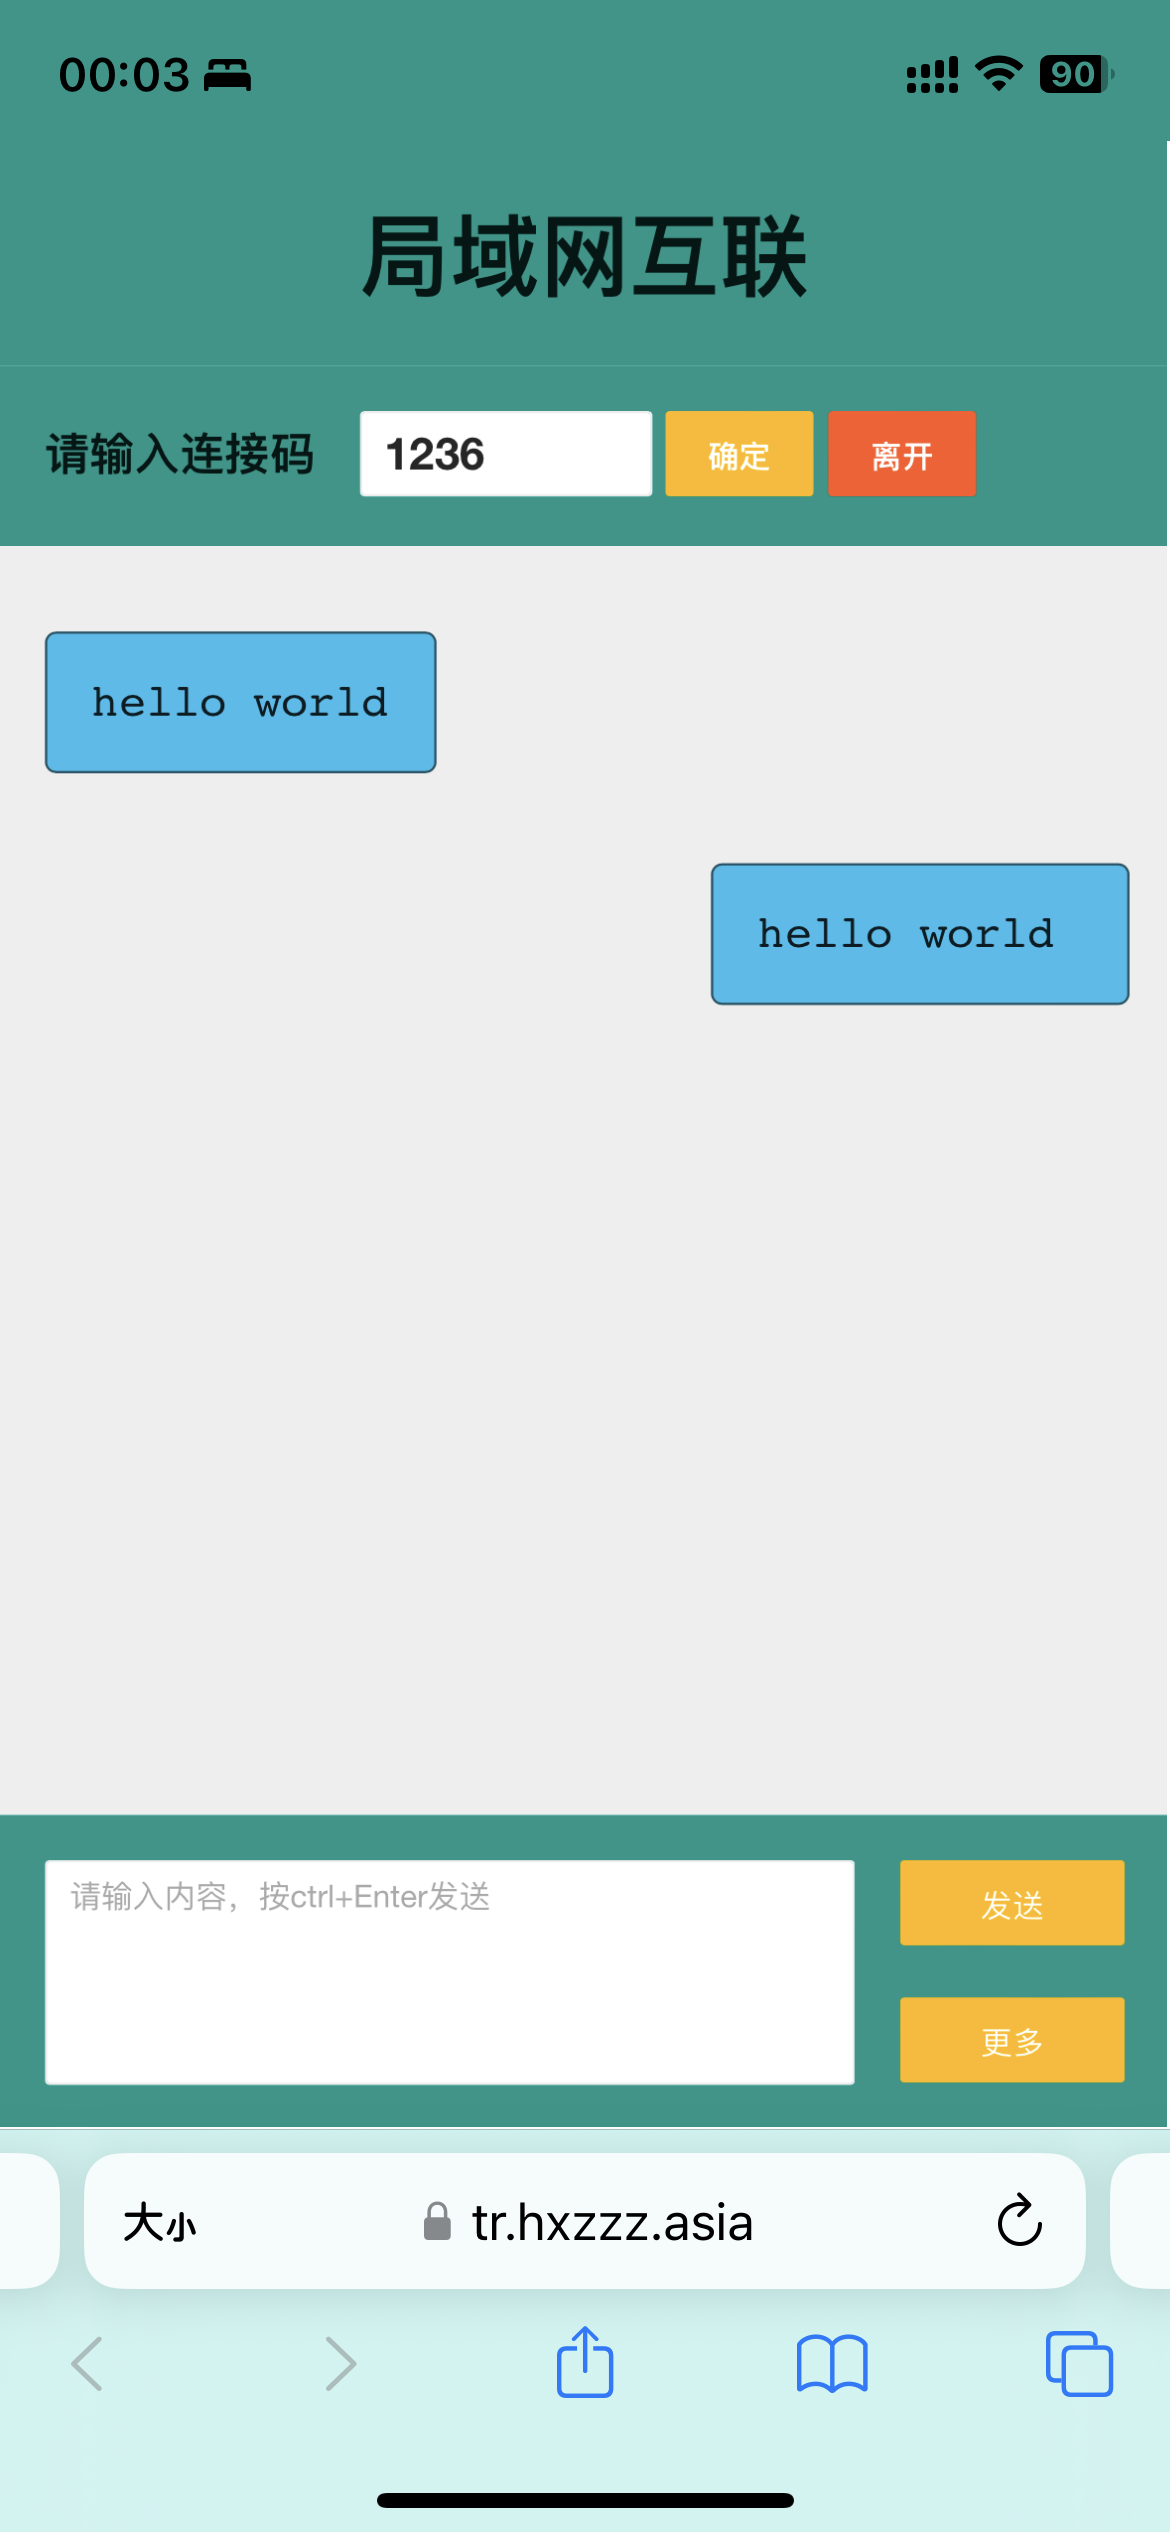 00:03
90
局域网互联
请输入连接码
1236
确定
离开
hello world
hello world
请输入内容，按ctrl+Enter发送
发送
更多
大小
tr.hxzzz.asia